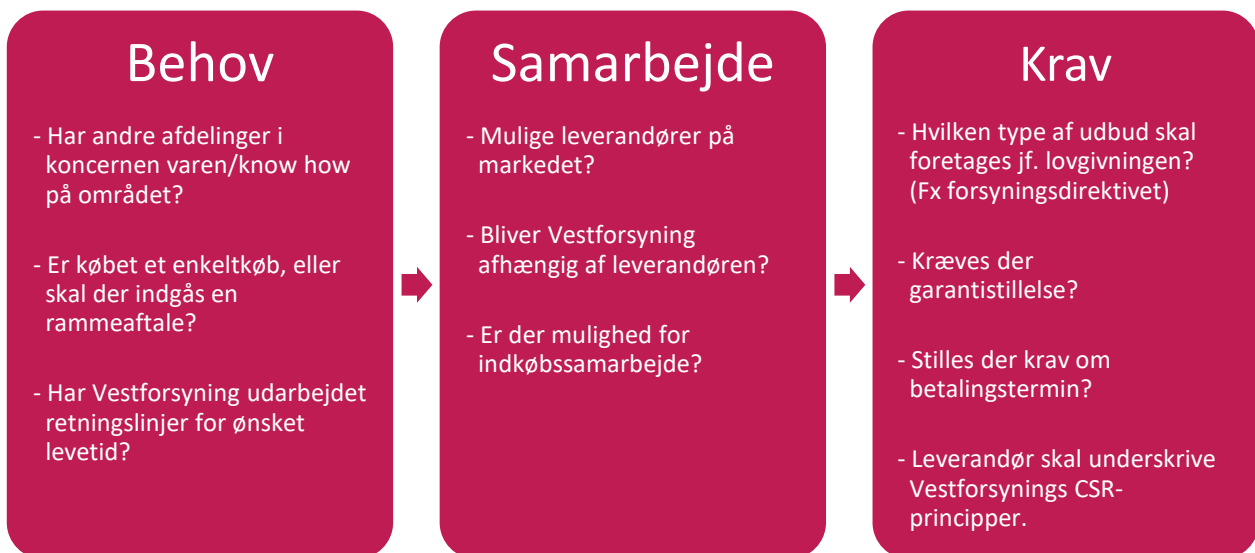 Behov
- Har andre afdelinger i
koncernen varen/know how
på området?
- Er købet et enkeltkøb, eller
skal der indgås en
rammeaftale?
- Har Vestforsyning udarbejdet
retningslinjer for ønsket
levetid?
Samarbejde
- Mulige leverandører på
markedet?
- Bliver Vestforsyning
afhængig af leverandøren?
- Er der mulighed for
indkøbssamarbejde?
Krav
- Hvilken type af udbud skal
foretages jf. lovgivningen?
(Fx forsyningsdirektivet)
- Kræves der
garantistillelse?
- Stilles der krav om
betalingstermin?
- Leverandør skal underskrive
Vestforsynings CSR-
principper.